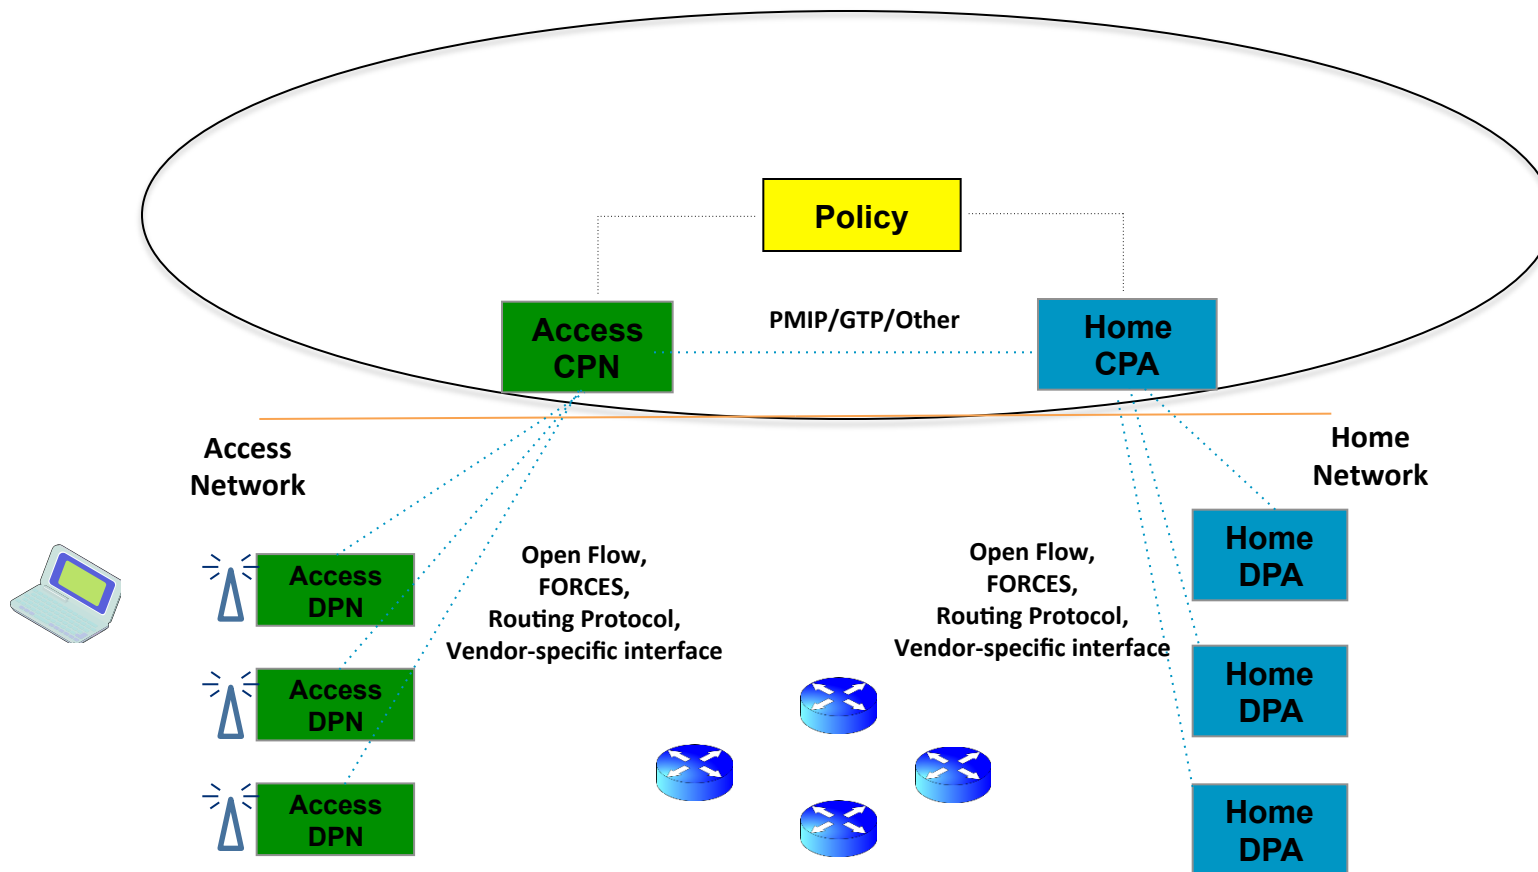 Policy
Access
CPN
PMIP/GTP/Other
Home
CPA
Access
Network
Home
Network
Access
DPN
Access
DPN
Access
DPN
Open Flow,
FORCES,
Routing Protocol,
Vendor-specific interface
Open Flow,
FORCES,
Routing Protocol,
Vendor-specific interface
Home
DPA
Home
DPA
Home
DPA